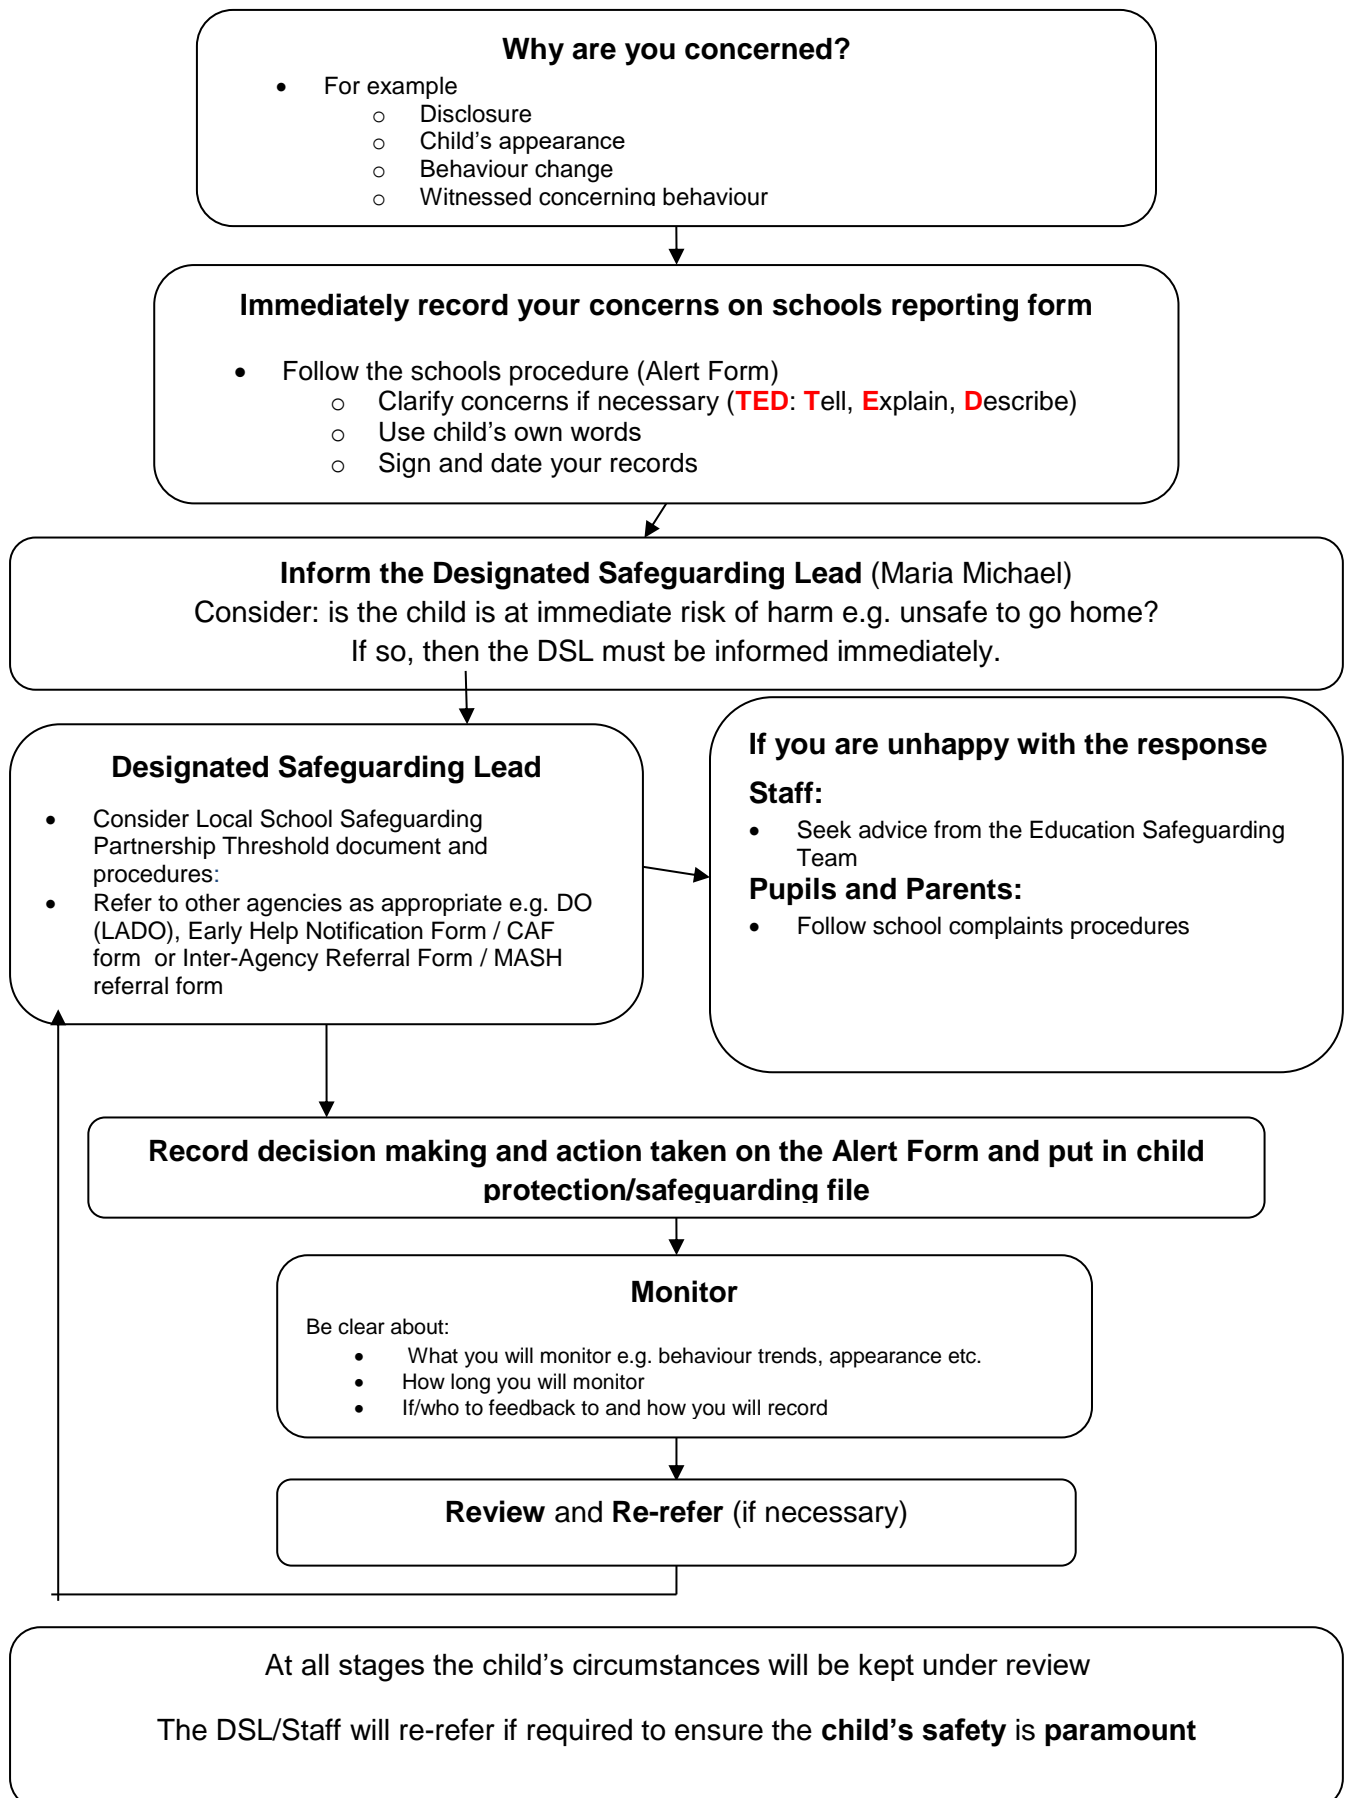 Why are you concerned?
• For example
o Disclosure
o Child’s appearance
o Behaviour change
o Witnessed concerning behaviour
Immediately record your concerns on schools reporting form
• Follow the schools procedure (Alert Form)
o Clarify concerns if necessary (TED: Tell, Explain, Describe)
o Use child’s own words
o Sign and date your records
Inform the Designated Safeguarding Lead (Maria Michael)
Consider: is the child is at immediate risk of harm e.g. unsafe to go home?
If so, then the DSL must be informed immediately.
Designated Safeguarding Lead
• Consider Local School Safeguarding
Partnership Threshold document and
procedures:
• Refer to other agencies as appropriate e.g. DO
(LADO), Early Help Notification Form / CAF
form or Inter-Agency Referral Form / MASH
referral form
If you are unhappy with the response
Staff:
• Seek advice from the Education Safeguarding
Team
Pupils and Parents:
• Follow school complaints procedures
Record decision making and action taken on the Alert Form and put in child
protection/safeguarding file
Monitor
Be clear about:
• What you will monitor e.g. behaviour trends, appearance etc.
• How long you will monitor
• If/who to feedback to and how you will record
Review and Re-refer (if necessary)
At all stages the child’s circumstances will be kept under review
The DSL/Staff will re-refer if required to ensure the child’s safety is paramount